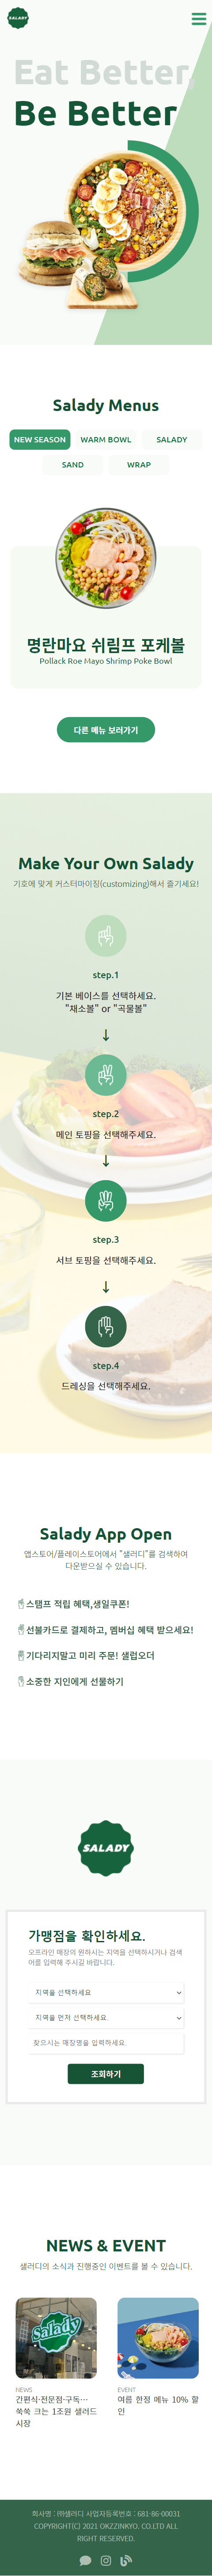 SALADY
Eat Better,
Be Better
Salady Menus
NEW SEASON
WARM BOWL
SALADY
SAND
WRAP
명란마요 쉬림프 포케볼
Pollack Roe Mayo Shrimp Poke Bowl
다른 메뉴 보러가기
Make Your Own Salady
기호에 맞게 커스터마이징(customizing)해서 즐기세요!
step.1
기본 베이스를 선택하세요.
"채소볼" or "곡물볼"
↓
step.2
메인 토핑을 선택해주세요.
↓
step.3
서브 토핑을 선택해주세요.
↓
step.4
드레싱을 선택해주세요.
Salady App Open
앱스토어/플레이스토어에서 "샐러디"를 검색하여
다운받으실 수 있습니다.
스탬프 적립 혜택,생일쿠폰!
선불카드로 결제하고, 멤버십 혜택 받으세요!
기다리지말고 미리 주문! 샐럽오더
소중한 지인에게 선물하기
SALADY
가맹점을 확인하세요.
오프라인 매장의 원하시는 지역을 선택하시거나 검색
어를 입력해 주시길 바랍니다.
지역을 선택하세요
지역을 먼저 선택하세요.
찾으시는 매장명을 입력하세요.
조회하기
NEWS & EVENT
샐러디의 소식과 진행중인 이벤트를 볼 수 있습니다.
Salady
NEWS
간편식·전문점·구독…
쑥쑥 크는 1조원 샐러드
시장
EVENT
여름 한정 메뉴 10% 할
인
회사명 : ㈜샐러디 사업자등록번호 : 681-86-00031
COPYRIGHT(C) 2021 OKZZINKYO. CO.LTD ALL
RIGHT RESERVED.